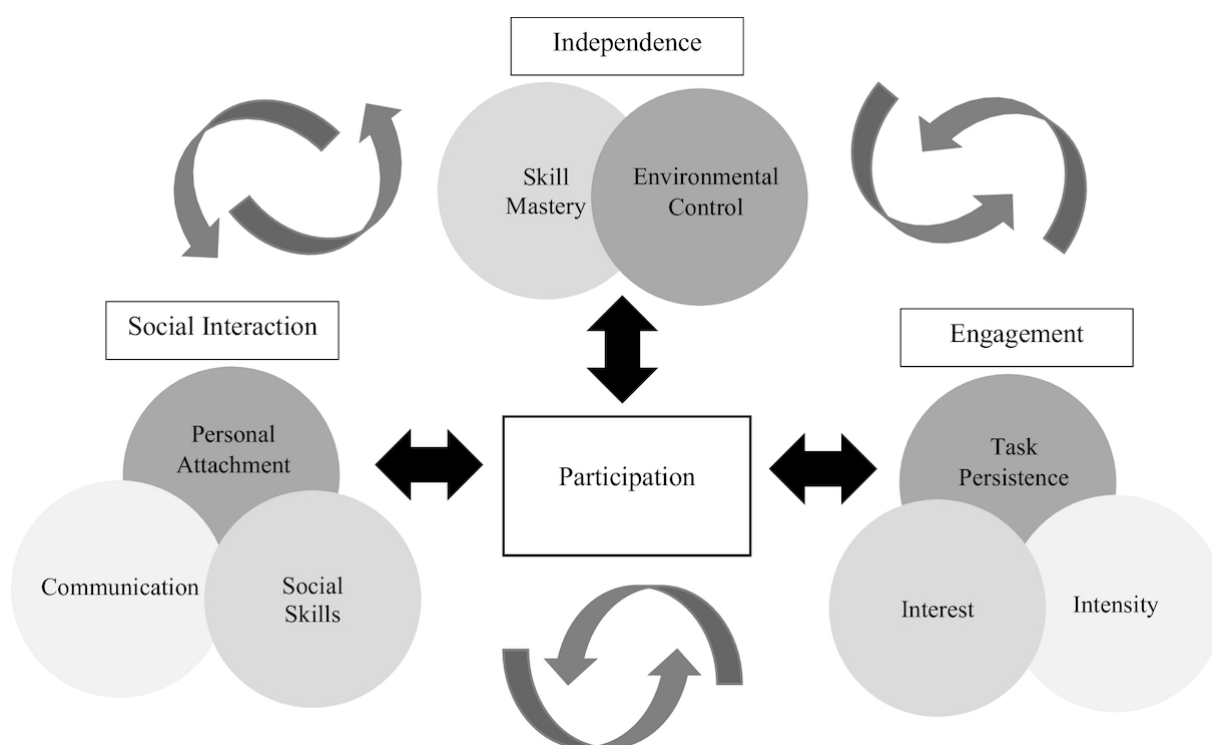 Independence
Skill
Mastery
Environmental
Control
Social Interaction
Engagement
Personal
Attachment
Communication
Social
Skills
Participation
Task
Persistence
Interest
Intensity